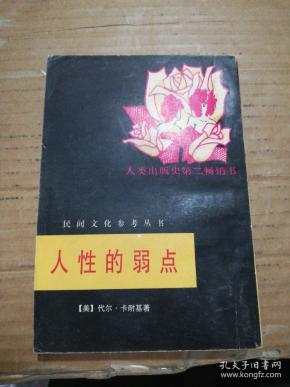 人类出版史第二畅销书
民间文化参考丛书
人性的弱点
【美】代尔·卡耐基著
孔夫子旧书网